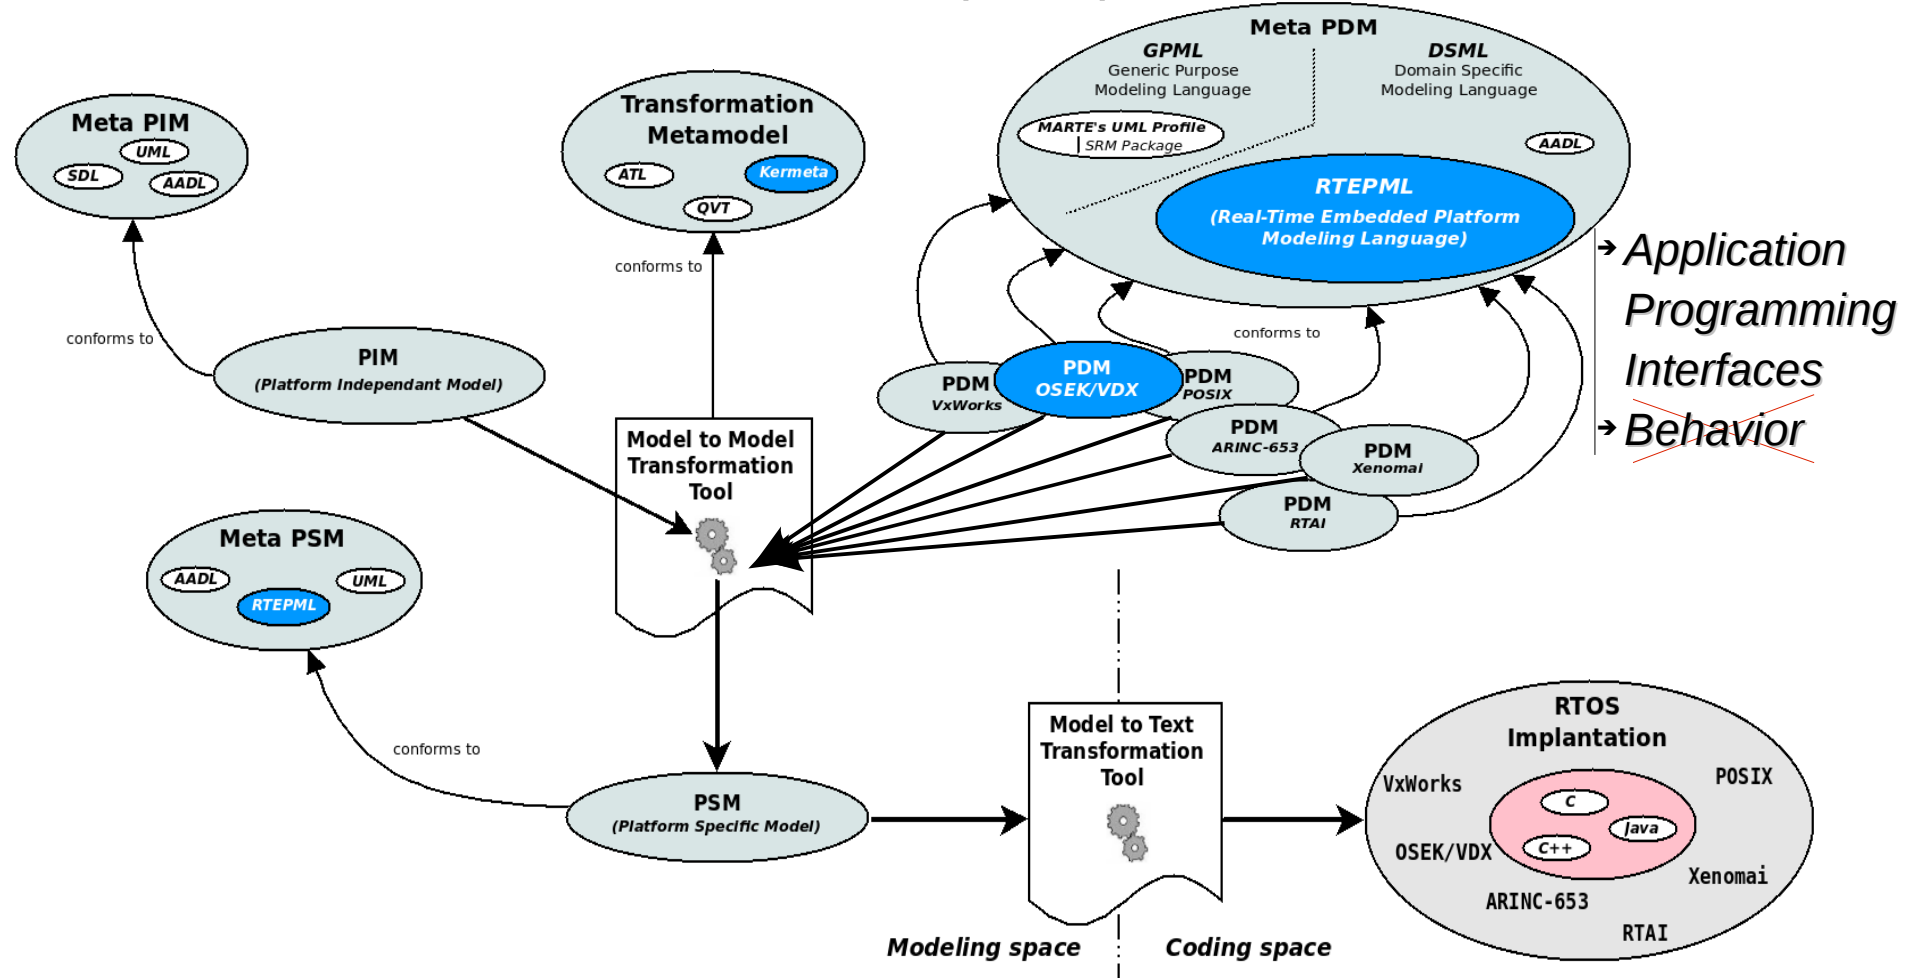 Meta PDM
GPML
Generic Purpose
Modeling Language
DSML
Domain Specific
Modeling Language
MARTE's UML Profile
SRM Package
AADL
RTEPML
(Real-Time Embedded Platform
Modeling Language)
Transformation
Metamodel
ATL
Kermeta
QVT
Meta PIM
UML
SDL
AADL
conforms to
conforms to
conforms to
Application
Programming
Interfaces
Behavior
PIM
(Platform Independant Model)
PDM
VxWorks
PDM
OSEK/VDX
PDM
POSIX
PDM
ARINC-653
PDM
Xenomai
PDM
RTAI
Model to Model
Transformation
Tool
Meta PSM
AADL
UML
RTEPML
conforms to
PSM
(Platform Specific Model)
Model to Text
Transformation
Tool
RTOS
Implantation
VxWorks
POSIX
C
Java
C++
OSEK/VDX
Xenomai
ARINC-653
RTAI
Modeling space
Coding space